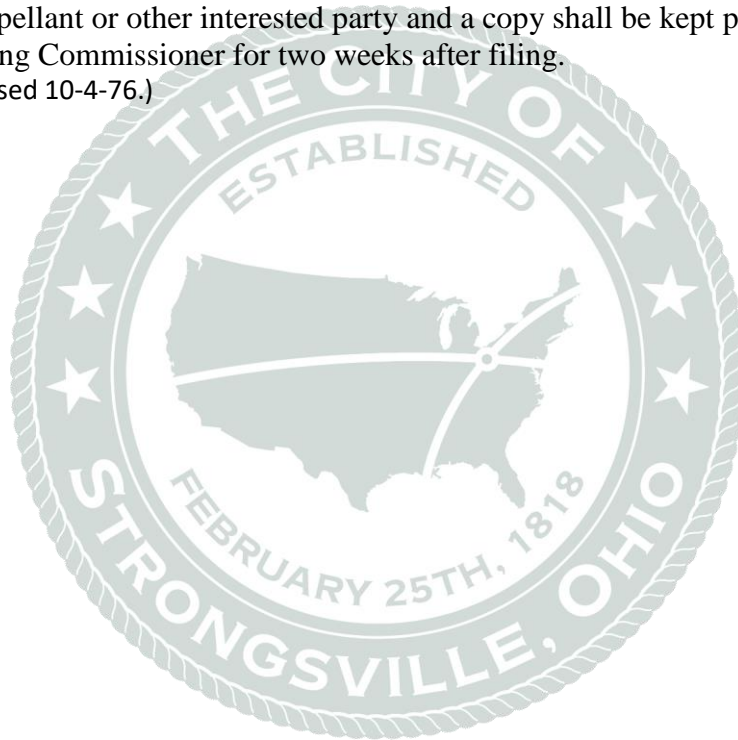 pellant or other interested party and a copy shall be kept p
ng Commissioner for two weeks after filing.
sed 10-4-76.)
THE CITY OF
ESTABLISHED
FEBRUARY 25TH, 1818
STRONGSVILLE, OHIO